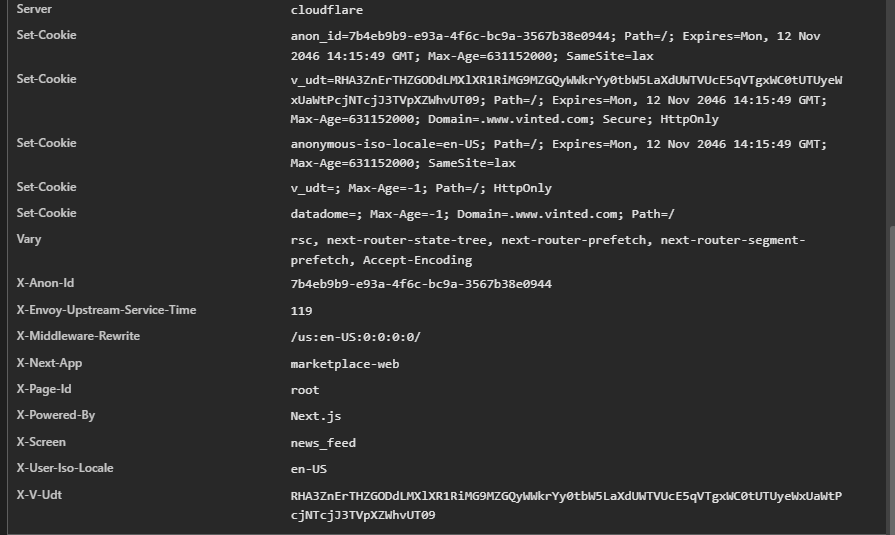 Server cloudflare
Set-Cookie anon_id=7b4eb9b9-e93a-4f6c-bc9a-3567b38e0944; Path=/; Expires=Mon, 12 Nov
2046 14:15:49 GMT; Max-Age=631152000; SameSite=lax
Set-Cookie v_udt=RHA3ZnErTHZGODdLMXlXR1RiMG9MZGQyWWkrYy0tbW5LaXdUWTVUcE5qVTgxWC0tUTUyeW
wxUaWtPcjNTcjJ3TVpXZWhvUT09; Path=/; Expires=Mon, 12 Nov 2046 14:15:49 GMT;
Max-Age=631152000; Domain=.www.vinted.com; Secure; HttpOnly
Set-Cookie anonymous-iso-locale=en-US; Path=/; Expires=Mon, 12 Nov 2046 14:15:49 GMT;
Max-Age=631152000; SameSite=lax
Set-Cookie v_udt=; Max-Age=-1; Path=/; HttpOnly
Set-Cookie datadome=; Max-Age=-1; Domain=.www.vinted.com; Path=/
Vary rsc, next-router-state-tree, next-router-prefetch, next-router-segment-
prefetch, Accept-Encoding
X-Anon-Id 7b4eb9b9-e93a-4f6c-bc9a-3567b38e0944
X-Envoy-Upstream-Service-Time 119
X-Middleware-Rewrite /us:en-US:0:0:0:0/
X-Next-App marketplace-web
X-Page-Id root
X-Powered-By Next.js
X-Screen news_feed
X-User-Iso-Locale en-US
X-V-Udt RHA3ZnErTHZGODdLMXlXR1RiMG9MZGQyWWkrYy0tbW5LaXdUWTVUcE5qVTgxWC0tUTUyeWxUaWtP
cjNTcjJ3TVpXZWhvUT09